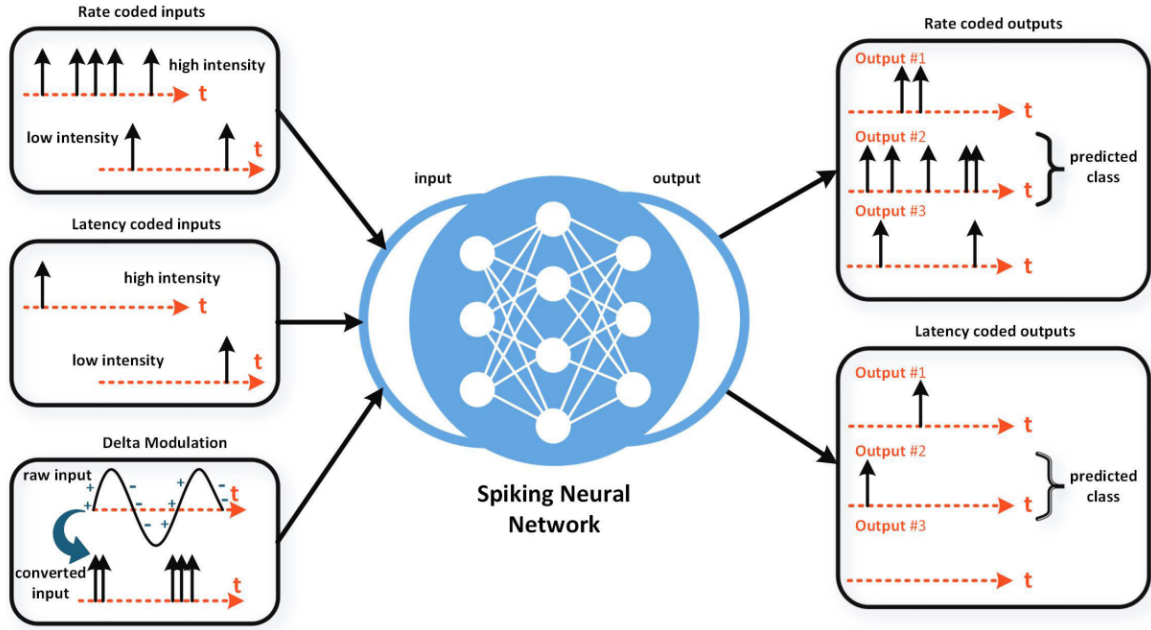 Rate coded inputs
high intensity
t
low intensity
t
Latency coded inputs
high intensity
t
low intensity
t
Delta Modulation
raw input
+ - + -
t
+ - + -
converted
input
t
input
output
Spiking Neural
Network
Rate coded outputs
Output #1
t
Output #2
predicted
class
t
Output #3
t
Latency coded outputs
Output #1
t
Output #2
predicted
class
t
Output #3
t